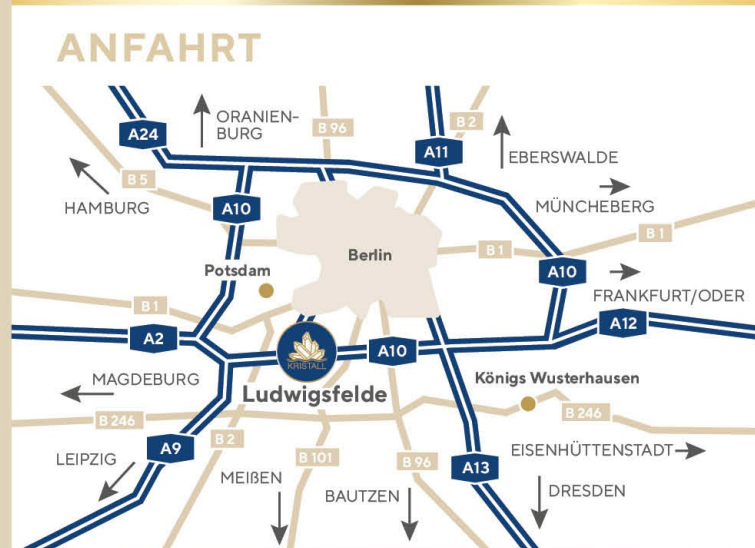 ANFAHRT
ORANIEN-
BURG
A24
B 96
B 2
A11
EBERSWALDE
B 5
MÜNCHEBERG
HAMBURG
A10
B 1
B 1
Berlin
Potsdam
A10
FRANKFURT/ODER
B 1
A2
A12
KRISTALL
A10
MAGDEBURG
Ludwigsfelde
Königs Wusterhausen
B 246
B 246
B 2
A9
EISENHÜTTENSTADT
LEIPZIG
B 101
B 96
A13
MEIßEN
BAUTZEN
DRESDEN